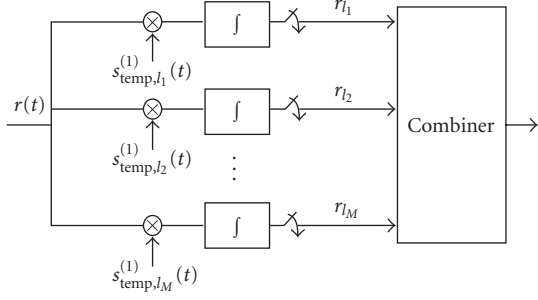 ∫
r_{l_1}
s^{(1)}_{temp,l_1}(t)
r(t)
∫
r_{l_2}
Combiner
s^{(1)}_{temp,l_2}(t)
⋮
∫
r_{l_M}
s^{(1)}_{temp,l_M}(t)